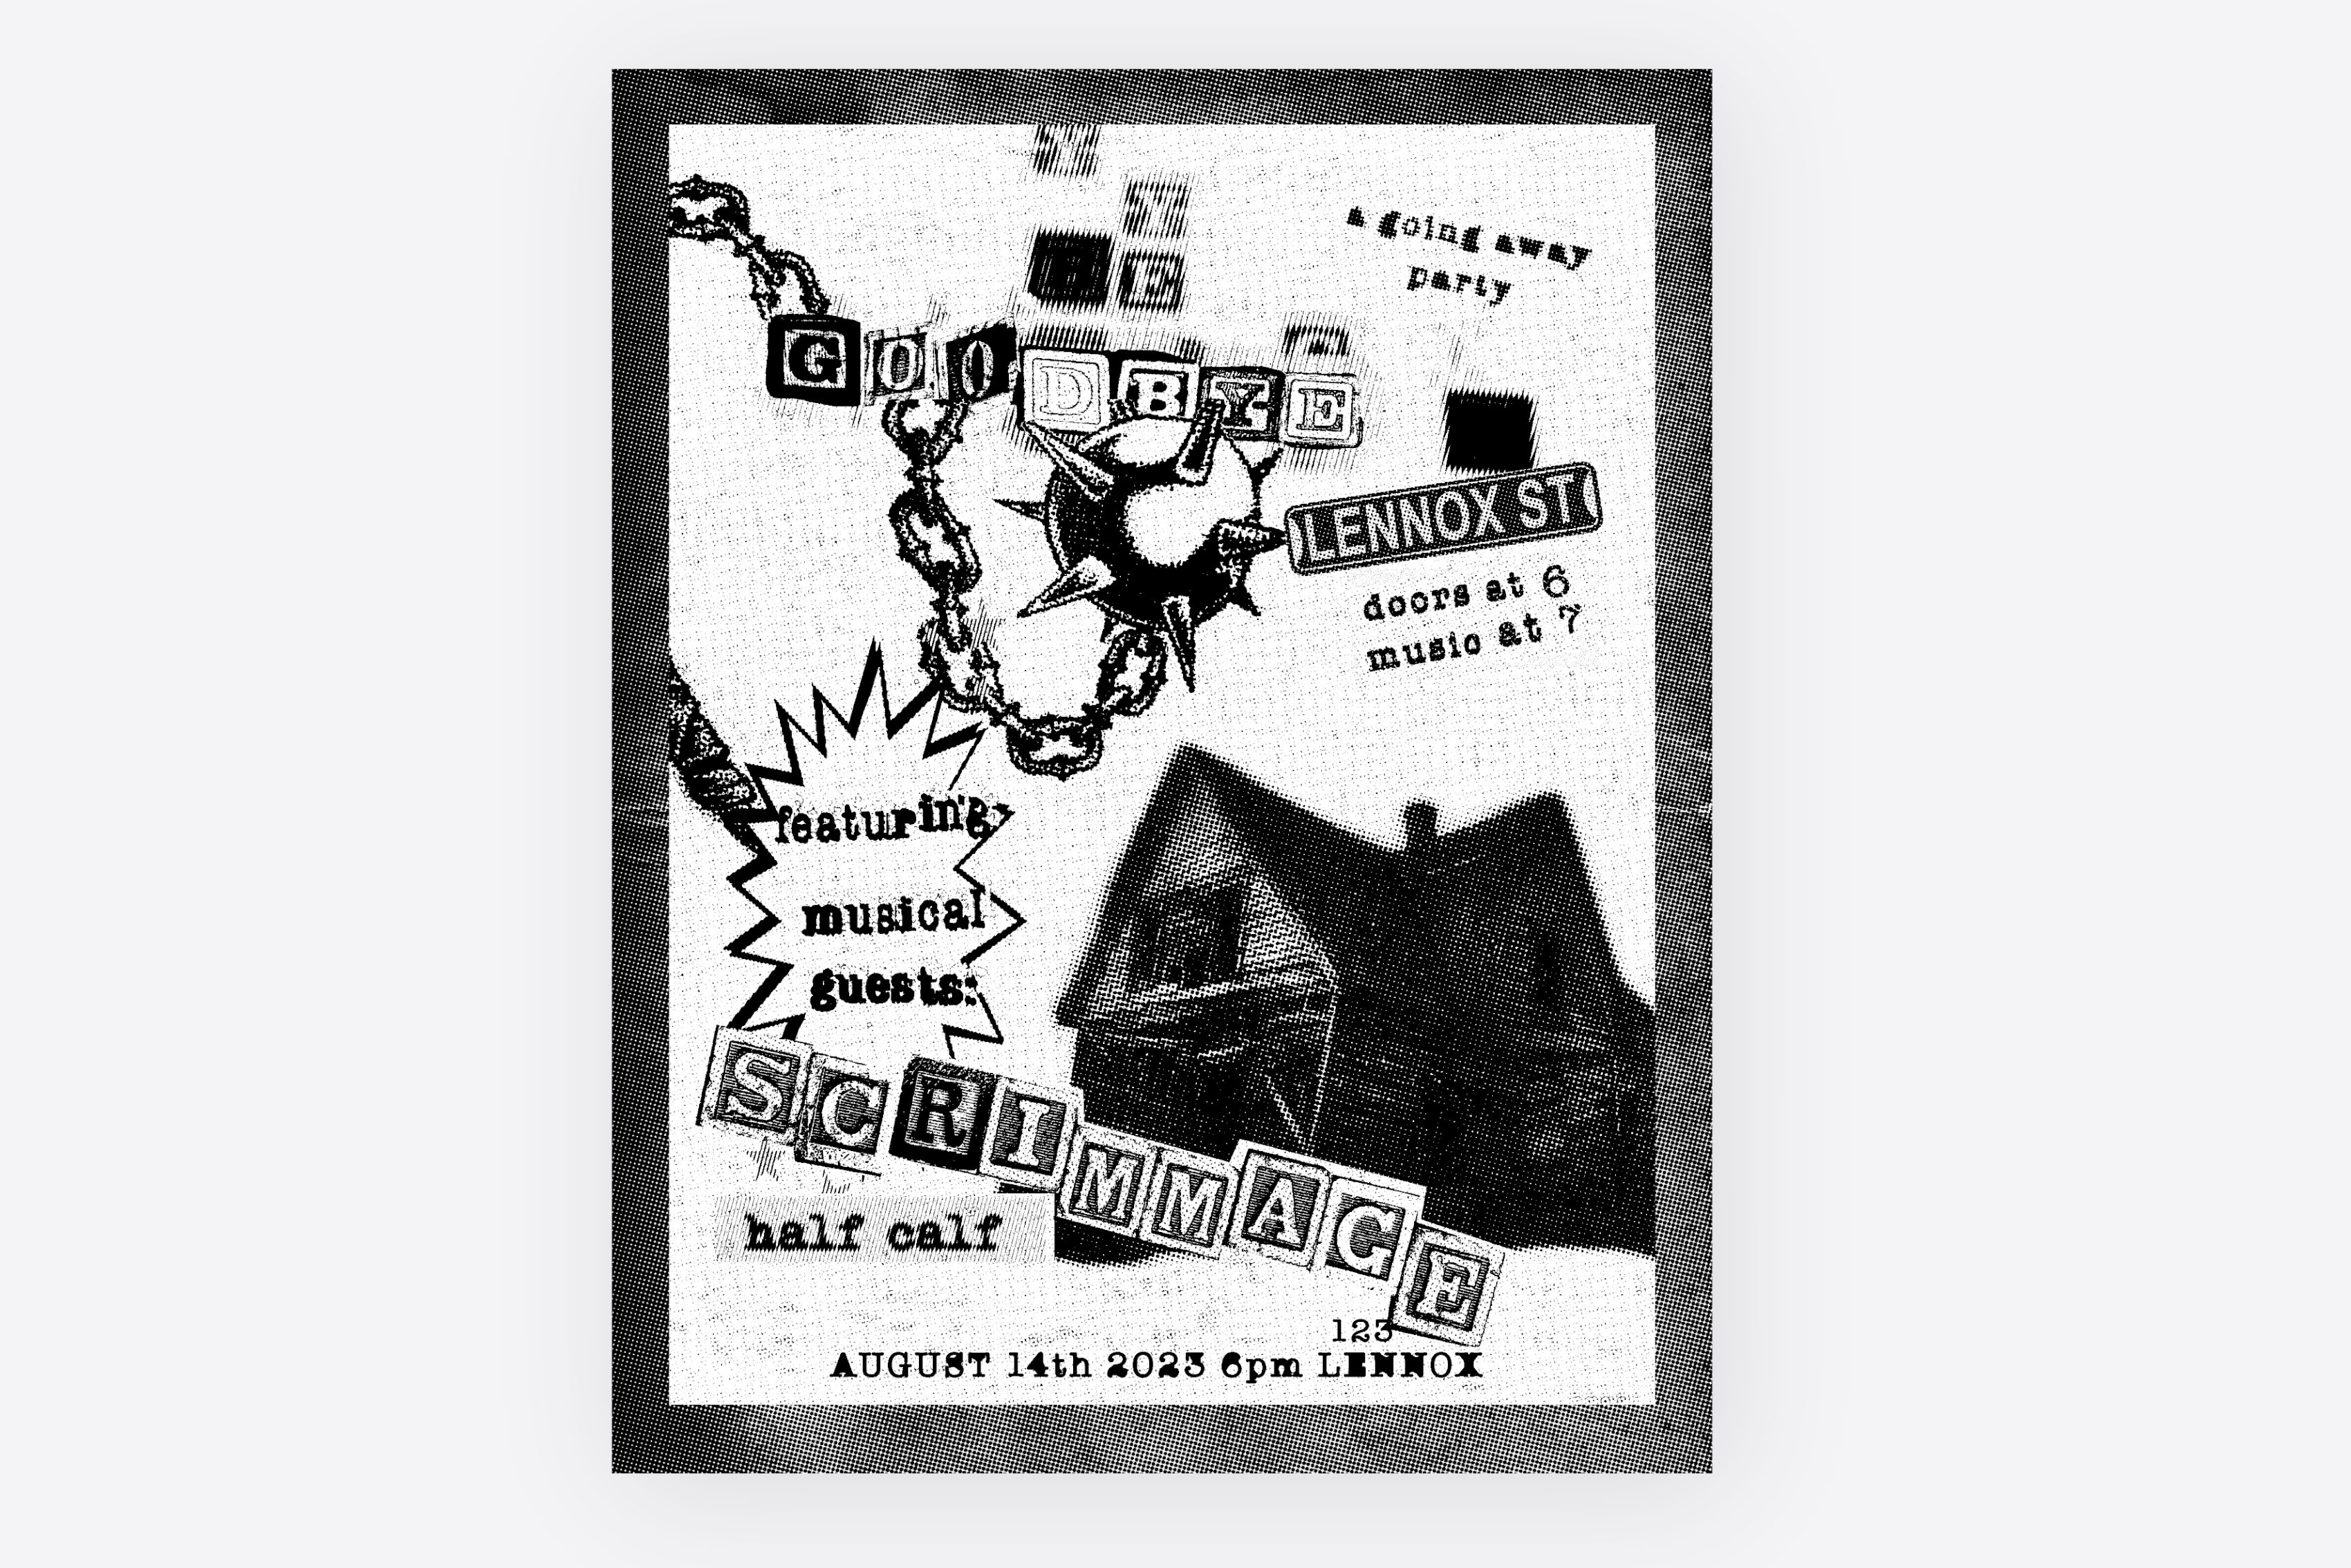 a going away
party
GOODBYE
LENNOX ST
doors at 6
music at 7
featuring
musical
guests:
SCRIMMAGE
half calf
123
AUGUST 14th 2023 6pm LENNOX